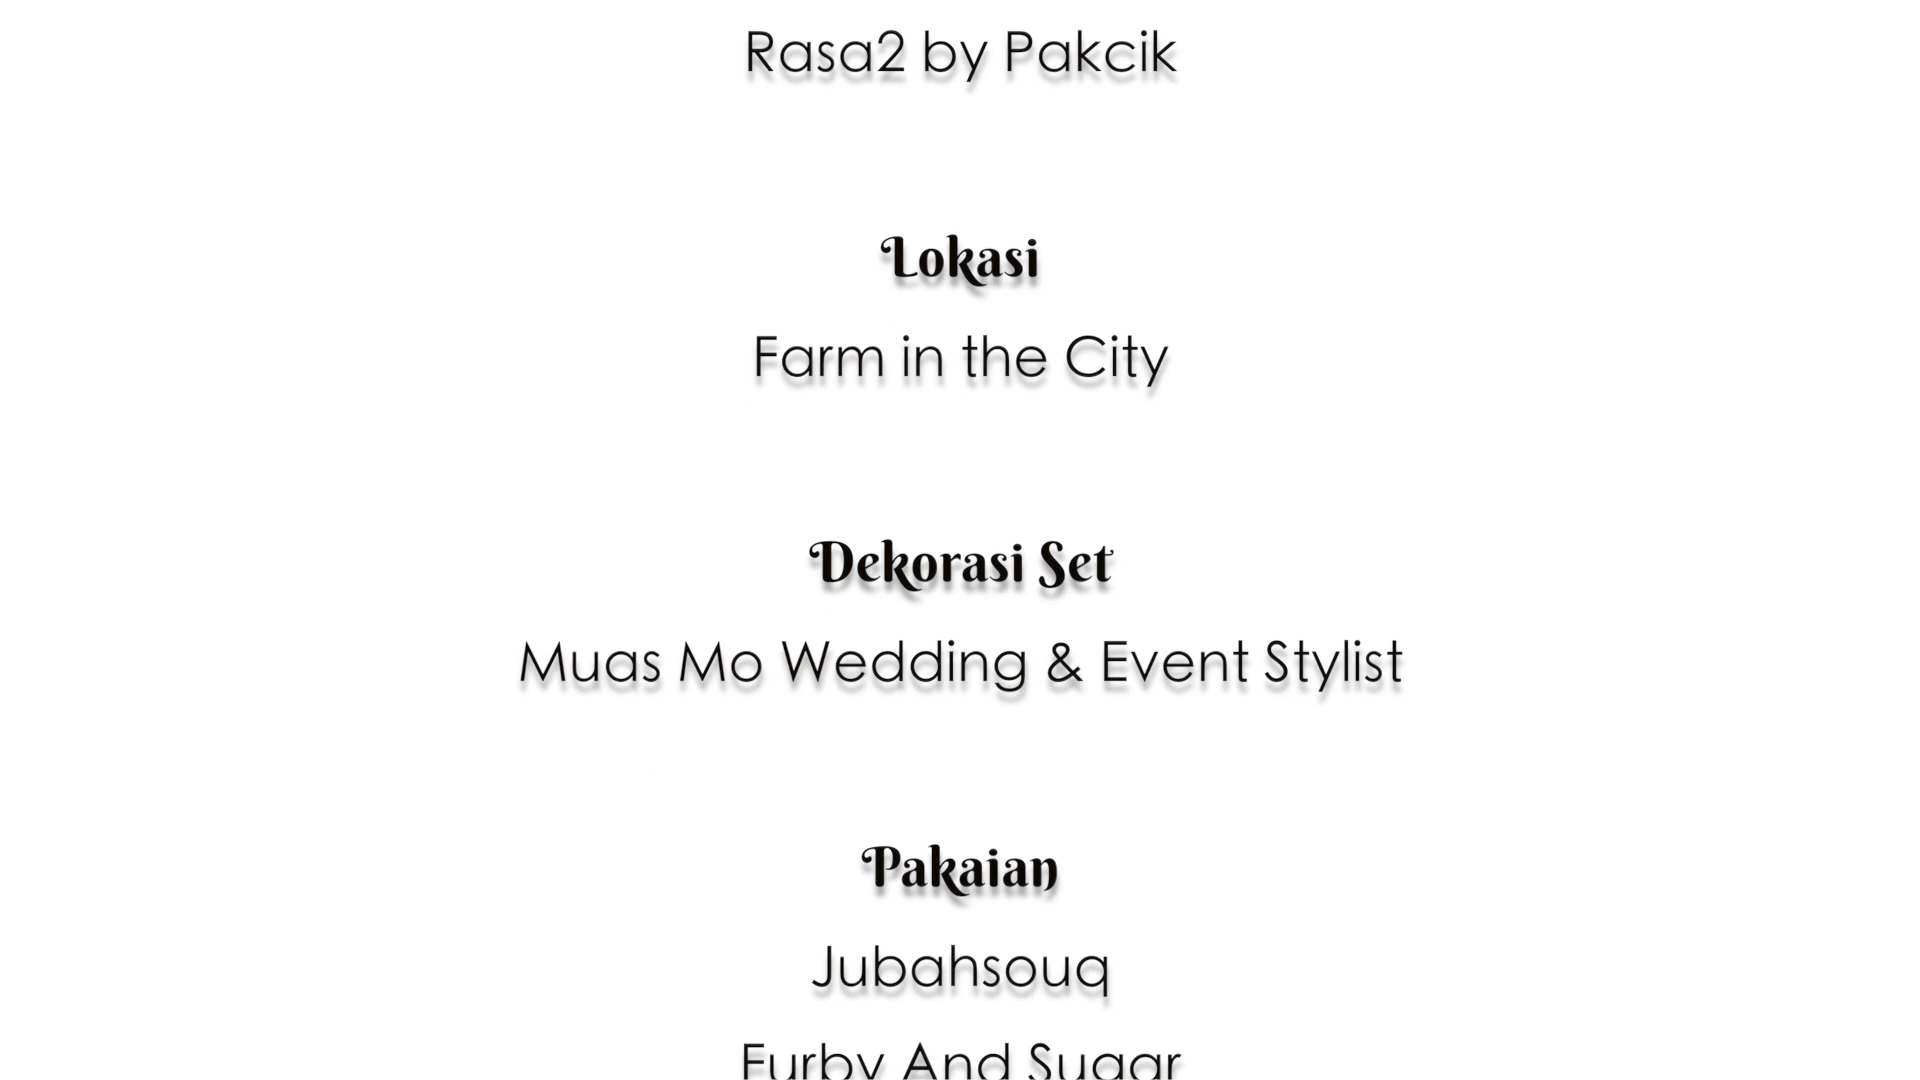 Rasa2 by Pakcik
Lokasi
Farm in the City
Dekorasi Set
Muas Mo Wedding & Event Stylist
Pakaian
Jubahsouq
Furby And Sugar